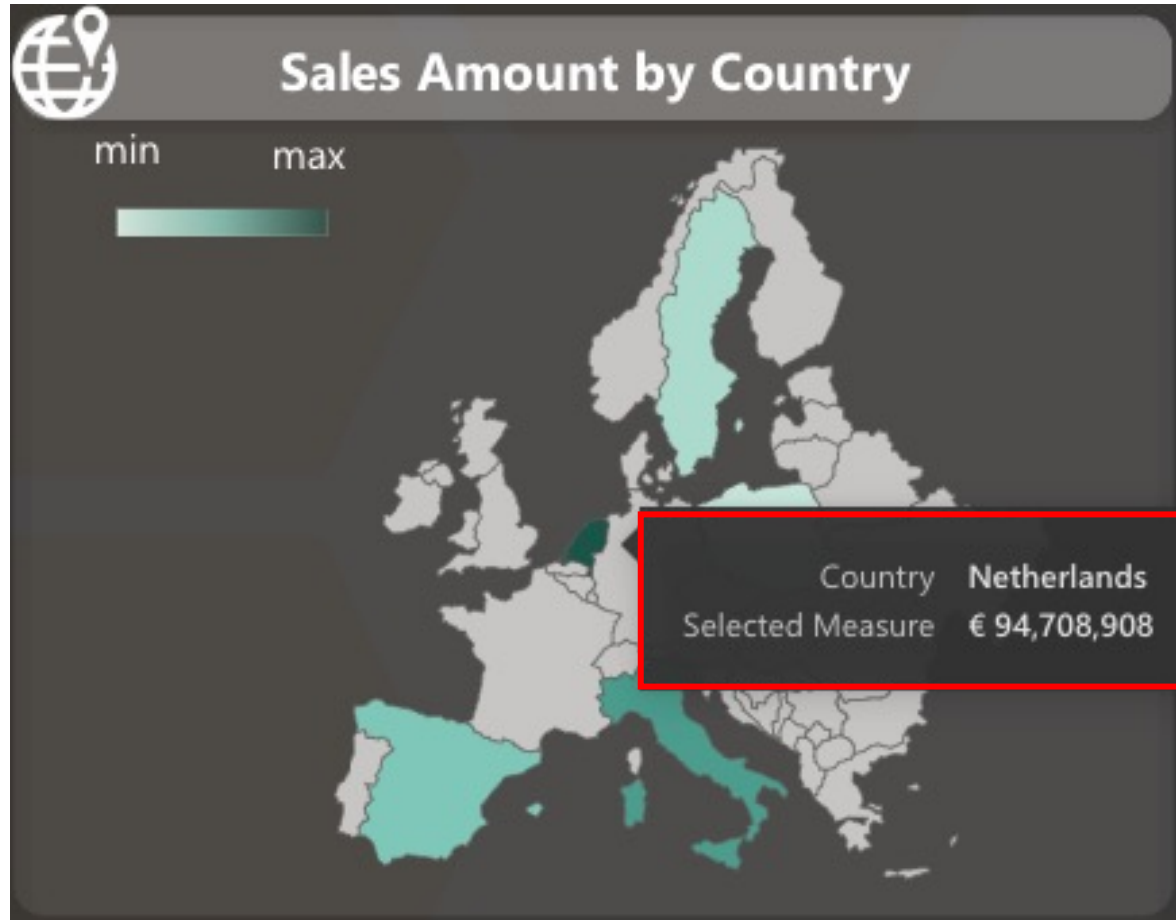 Sales Amount by Country
min max
Country Netherlands
Selected Measure € 94,708,908